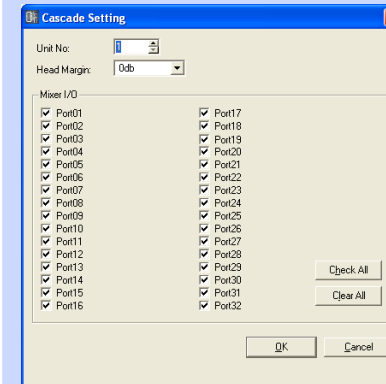 Cascade Setting
Unit No: 1
Head Margin: 0db
Mixer I/O
Port01
Port02
Port03
Port04
Port05
Port06
Port07
Port08
Port09
Port10
Port11
Port12
Port13
Port14
Port15
Port16
Port17
Port18
Port19
Port20
Port21
Port22
Port23
Port24
Port25
Port26
Port27
Port28
Port29
Port30
Port31
Port32
Check All
Clear All
OK
Cancel